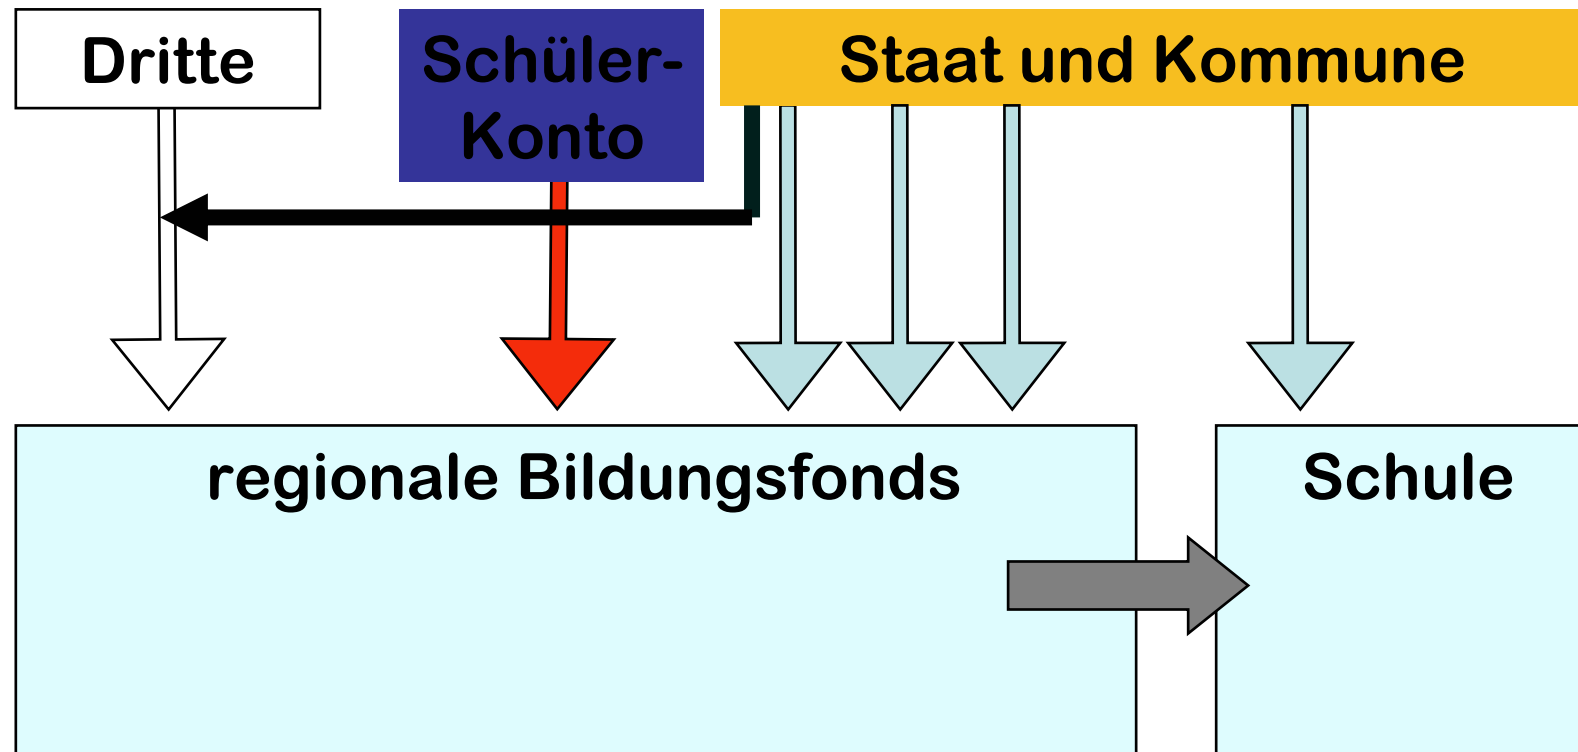 Dritte
Schüler-
Konto
Staat und Kommune
regionale Bildungsfonds
Schule